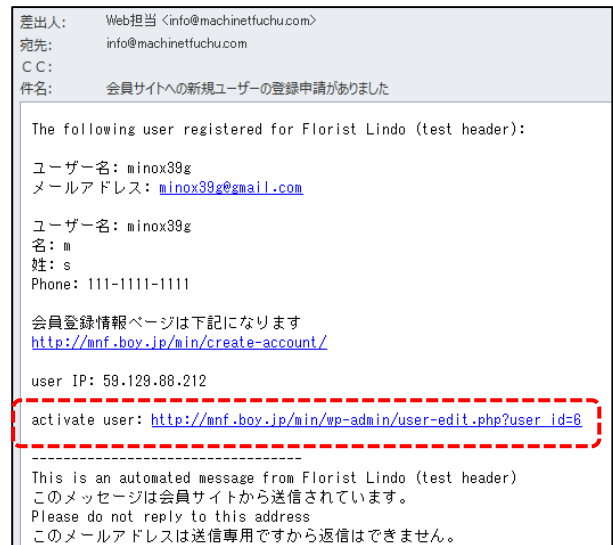 差出人: Web担当 <info@machinetfuchu.com>
宛先: info@machinetfuchu.com
CC:
件名: 会員サイトへの新規ユーザーの登録申請がありました
The following user registered for Florist Lindo (test header):
ユーザー名: minox39g
メールアドレス: minox39g@gmail.com
ユーザー名: minox39g
名: m
姓: s
Phone: 111-1111-1111
会員登録情報ページは下記になります
http://mnf.boy.jp/min/create-account/
user IP: 59.129.88.212
activate user: http://mnf.boy.jp/min/wp-admin/user-edit.php?user_id=6
----------------------------------
This is an automated message from Florist Lindo (test header)
このメッセージは会員サイトから送信されています。
Please do not reply to this address
このメールアドレスは送信専用ですから返信はできません。